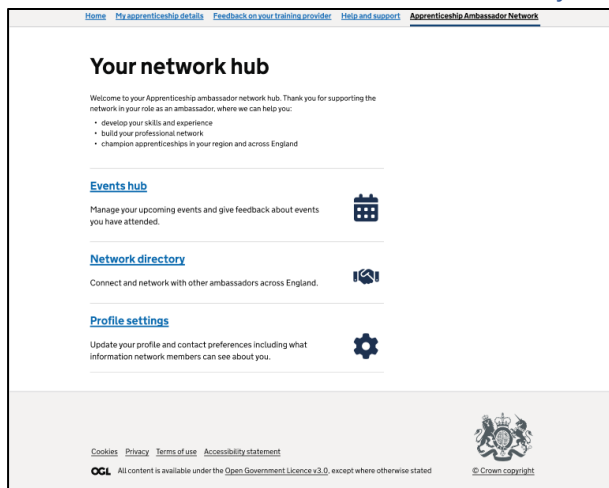 Home My apprenticeship details Feedback on your training provider Help and support Apprenticeship Ambassador Network
Your network hub
Welcome to your Apprenticeship ambassador network hub. Thank you for supporting the
network in your role as an ambassador, where we can help you:
• develop your skills and experience
• build your professional network
• champion apprenticeships in your region and across England
Events hub
Manage your upcoming events and give feedback about events
you have attended.
Network directory
Connect and network with other ambassadors across England.
Profile settings
Update your profile and contact preferences including what
information network members can see about you.
Cookies Privacy Terms of use Accessibility statement
OGL All content is available under the Open Government Licence v3.0, except where otherwise stated
© Crown copyright